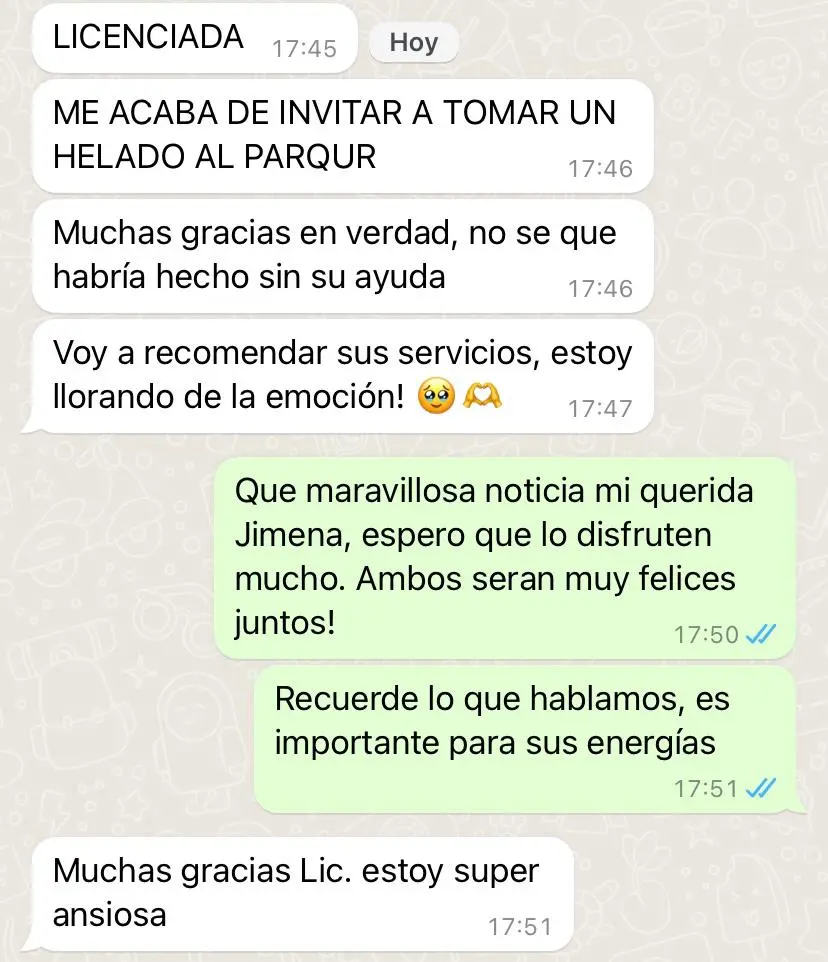 LICENCIADA 17:45
Hoy
ME ACABA DE INVITAR A TOMAR UN
HELADO AL PARQUR 17:46
Muchas gracias en verdad, no se que
habría hecho sin su ayuda 17:46
Voy a recomendar sus servicios, estoy
llorando de la emoción! 🥹🫶 17:47
Que maravillosa noticia mi querida
Jimena, espero que lo disfruten
mucho. Ambos seran muy felices
juntos! 17:50
Recuerde lo que hablamos, es
importante para sus energías
17:51
Muchas gracias Lic. estoy super
ansiosa 17:51